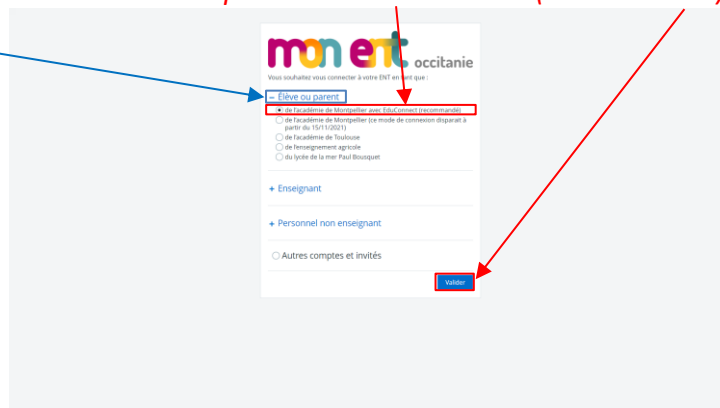 mon ent occitanie
Vous souhaitez vous connecter à votre ENT en tant que :
− Élève ou parent
de l'académie de Montpellier avec EduConnect (recommandé)
de l'académie de Montpellier (ce mode de connexion disparait à
partir du 15/11/2021)
de l'académie de Toulouse
de l'enseignement agricole
du lycée de la mer Paul Bousquet
+ Enseignant
+ Personnel non enseignant
Autres comptes et invités
Valider